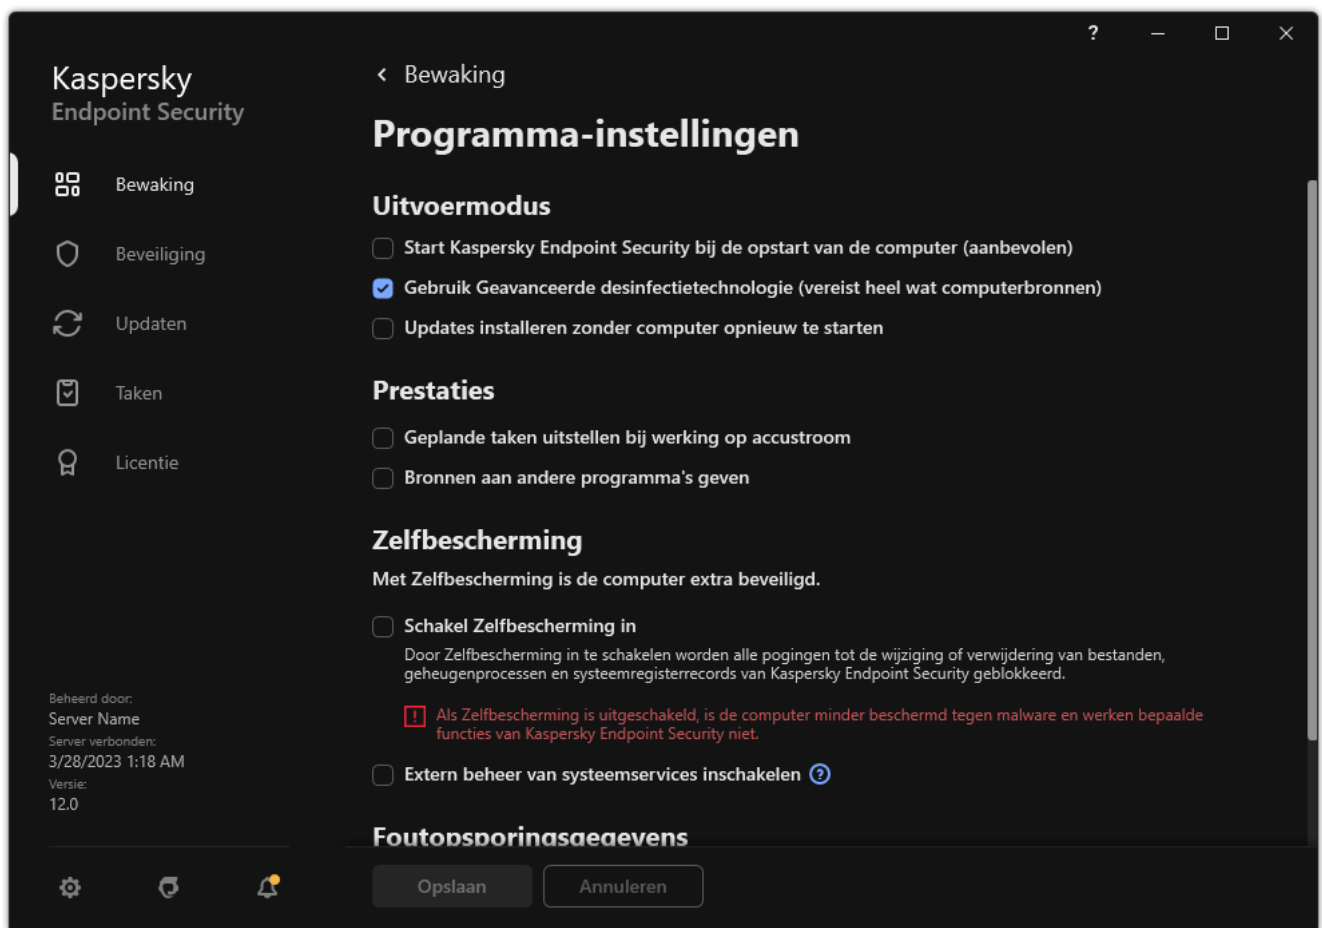 ?
Kaspersky
Endpoint Security
Bewaking
Beveiliging
Updaten
Taken
Licentie
Beheerd door:
Server Name
Server verbonden:
3/28/2023 1:18 AM
Versie:
12.0
Bewaking
Programma-instellingen
Uitvoermodus
Start Kaspersky Endpoint Security bij de opstart van de computer (aanbevolen)
Gebruik Geavanceerde desinfectietechnologie (vereist heel wat computerbronnen)
Updates installeren zonder computer opnieuw te starten
Prestaties
Geplande taken uitstellen bij werking op accustroom
Bronnen aan andere programma's geven
Zelfbescherming
Met Zelfbescherming is de computer extra beveiligd.
Schakel Zelfbescherming in
Door Zelfbescherming in te schakelen worden alle pogingen tot de wijziging of verwijdering van bestanden,
geheugenprocessen en systeemregisterrecords van Kaspersky Endpoint Security geblokkeerd.
Als Zelfbescherming is uitgeschakeld, is de computer minder beschermd tegen malware en werken bepaalde
functies van Kaspersky Endpoint Security niet.
Extern beheer van systeemservices inschakelen ?
Foutopsporingsgegevens
Opslaan
Annuleren